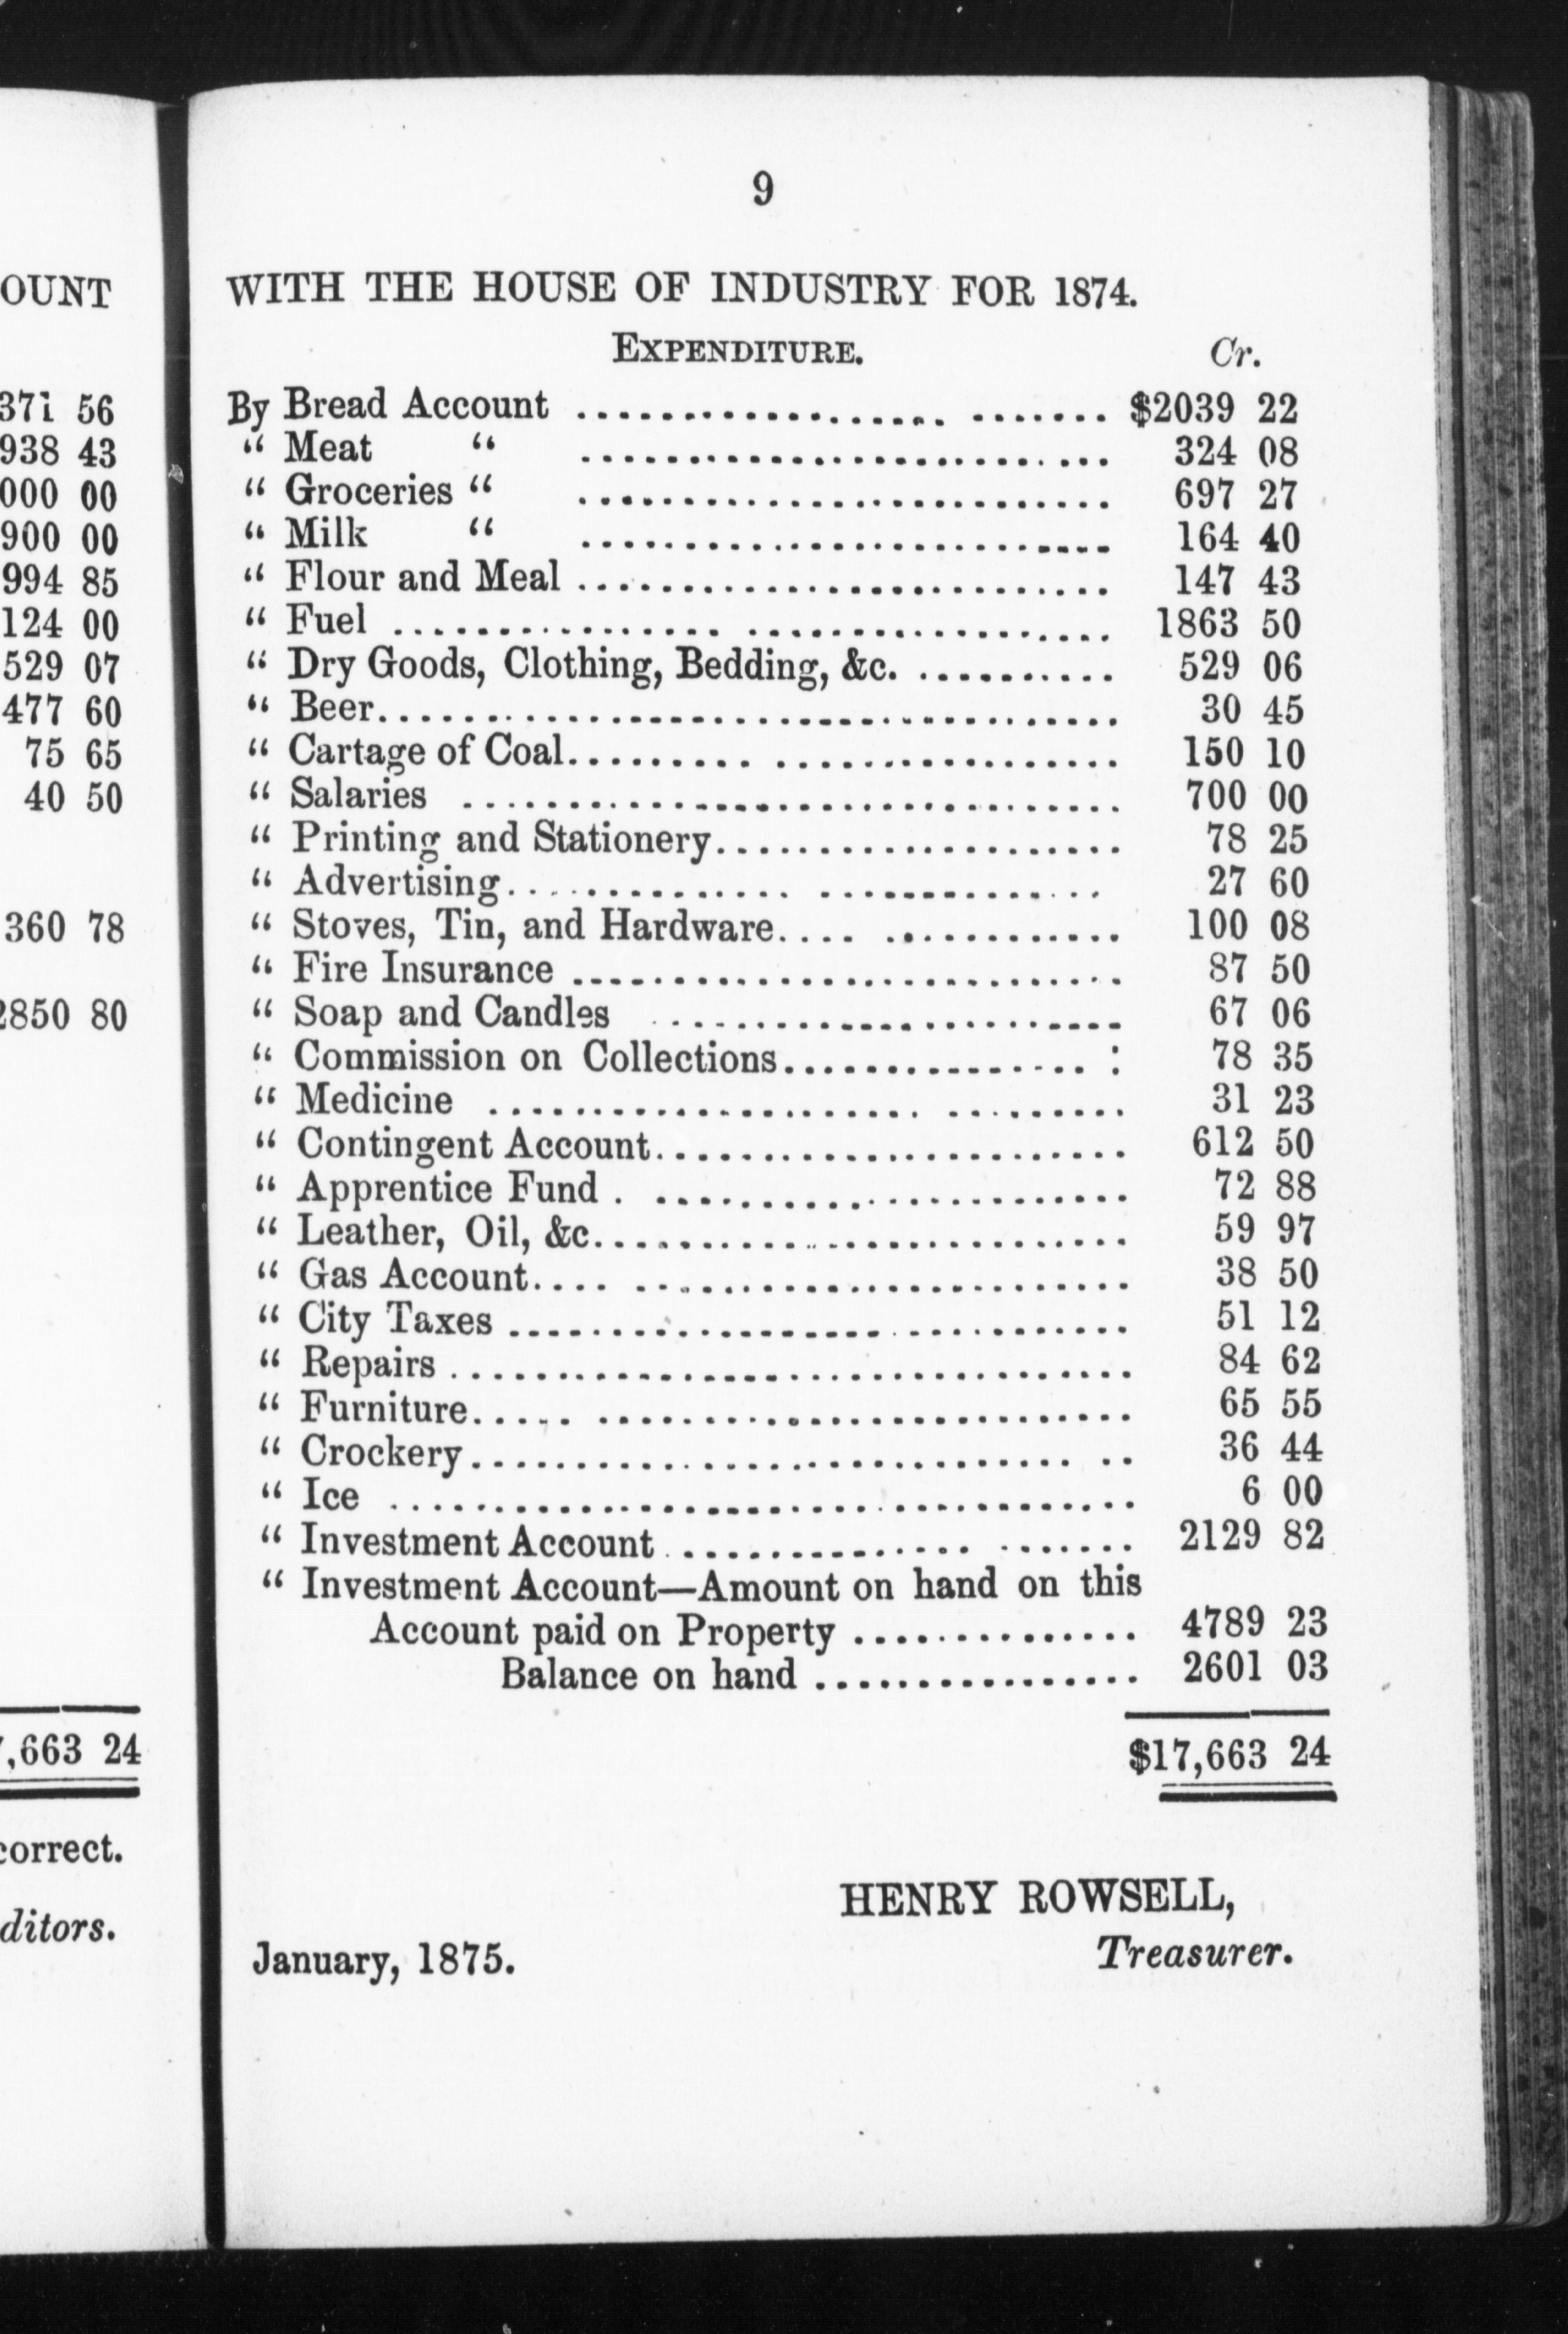 OUNT
371 56
938 43
000 00
900 00
994 85
124 00
529 07
477 60
75 65
40 50
360 78
2850 80
7,663 24
correct.
ditors.
9
WITH THE HOUSE OF INDUSTRY FOR 1874.
EXPENDITURE. Cr.
By Bread Account ........................... $2039 22
“ Meat “ ........................... 324 08
“ Groceries “ ........................... 697 27
“ Milk “ ........................... 164 40
“ Flour and Meal ........................... 147 43
“ Fuel ........................... 1863 50
“ Dry Goods, Clothing, Bedding, &c. .......... 529 06
“ Beer........................... 30 45
“ Cartage of Coal........................... 150 10
“ Salaries ........................... 700 00
“ Printing and Stationery..................... 78 25
“ Advertising........................... 27 60
“ Stoves, Tin, and Hardware................ 100 08
“ Fire Insurance ........................... 87 50
“ Soap and Candles ..................... 67 06
“ Commission on Collections............... : 78 35
“ Medicine ........................... 31 23
“ Contingent Account........................ 612 50
“ Apprentice Fund . ........................ 72 88
“ Leather, Oil, &c........................... 59 97
“ Gas Account........................... 38 50
“ City Taxes ........................... 51 12
“ Repairs ........................... 84 62
“ Furniture........................... 65 55
“ Crockery........................... 36 44
“ Ice ........................... 6 00
“ Investment Account ..................... 2129 82
“ Investment Account—Amount on hand on this
Account paid on Property ............... 4789 23
Balance on hand ................ 2601 03
$17,663 24
HENRY ROWSELL,
Treasurer.
January, 1875.